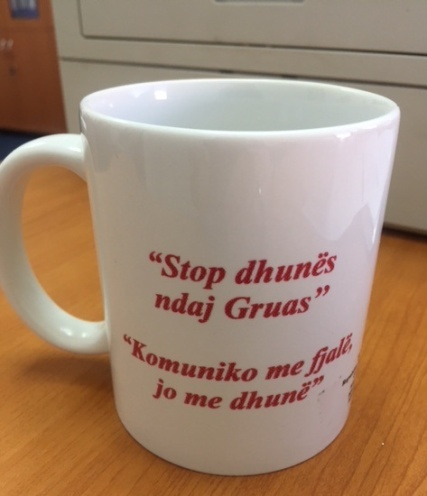 “Stop dhunës
ndaj Gruas”
“Komuniko me fjalë,
jo me dhunë”